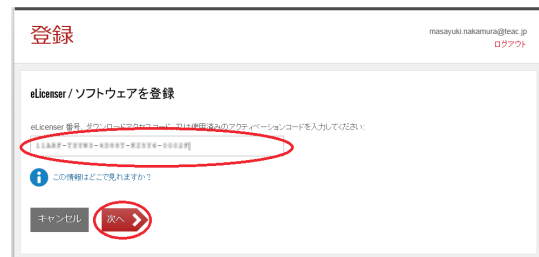 登録
masayuki.nakamura@teac.jp
ログアウト
eLicenser / ソフトウェアを登録
eLicenser 番号、ダウンロードアクセスコード、又は使用済みのアクティベーションコードを入力してください:
この情報はどこで見れますか?
キャンセル
次へ